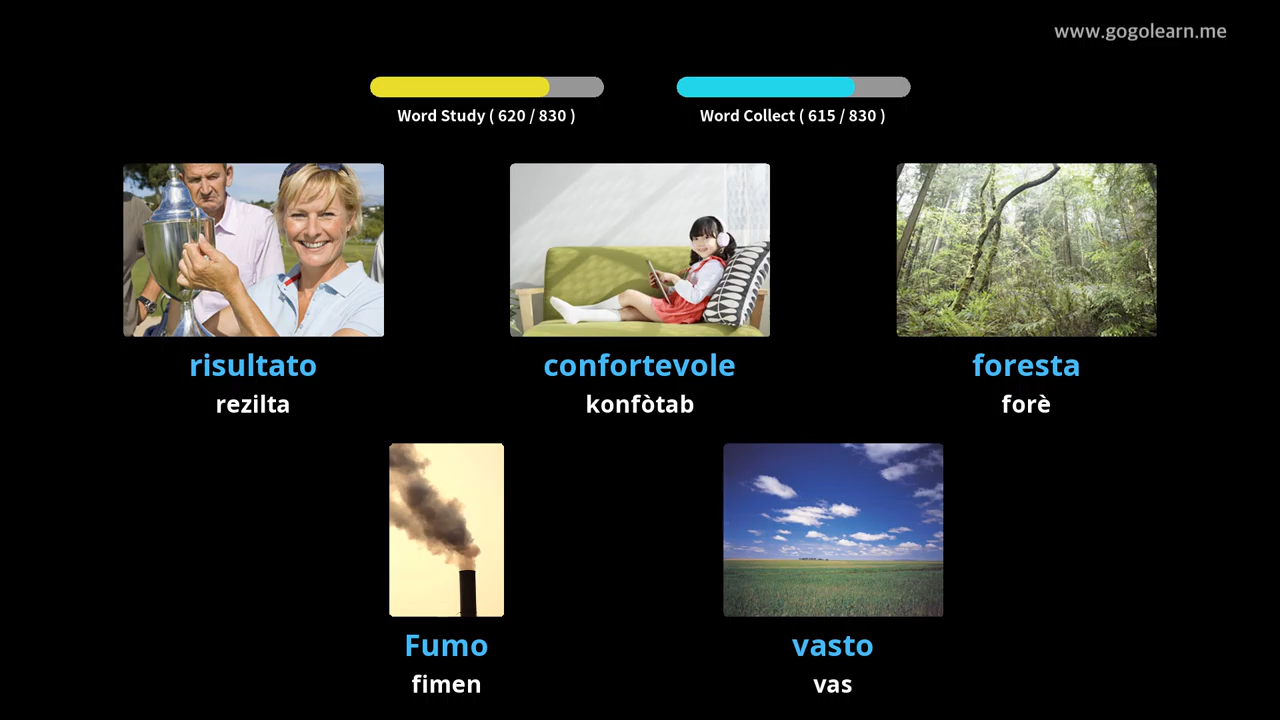 www.gogolearn.me
Word Study ( 620 / 830 )
Word Collect ( 615 / 830 )
risultato
rezilta
confortevole
konfòtab
foresta
forè
Fumo
fimen
vasto
vas